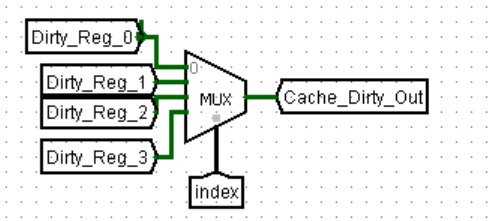 Dirty_Reg_0
0
Dirty_Reg_1
MUX
Cache_Dirty_Out
Dirty_Reg_2
Dirty_Reg_3
index